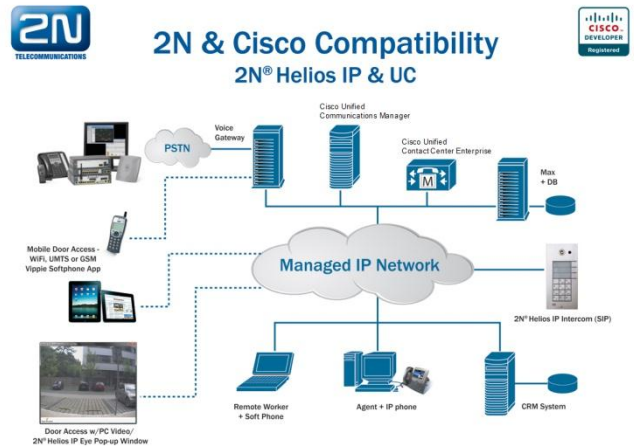 2N
TELECOMMUNICATIONS
2N & Cisco Compatibility
2N® Helios IP & UC
CISCO
DEVELOPER
Registered
PSTN
Voice
Gateway
Cisco Unified
Communications Manager
Cisco Unified
Contact Center Enterprise
M
Max
+ DB
Mobile Door Access -
WiFi, UMTS or GSM
Vippie Softphone App
Managed IP Network
2N® Helios IP Intercom (SIP)
Remote Worker
+ Soft Phone
Agent + IP phone
CRM System
Door Access w/PC Video/
2N® Helios IP Eye Pop-up Window